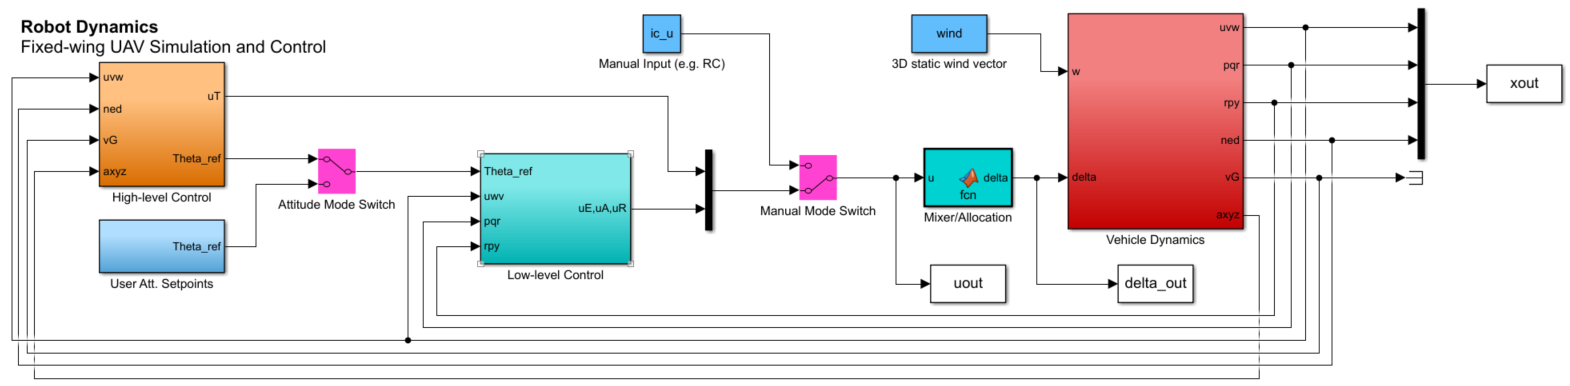 Robot Dynamics
Fixed-wing UAV Simulation and Control
uvw
ned
vG
axyz
uT
Theta_ref
High-level Control
Theta_ref
User Att. Setpoints
Attitude Mode Switch
Theta_ref
uwv
pqr
rpy
uE,uA,uR
Low-level Control
ic_u
Manual Input (e.g. RC)
Manual Mode Switch
u
delta
fcn
Mixer/Allocation
uout
wind
3D static wind vector
w
delta
uvw
pqr
rpy
ned
vG
axyz
Vehicle Dynamics
delta_out
xout